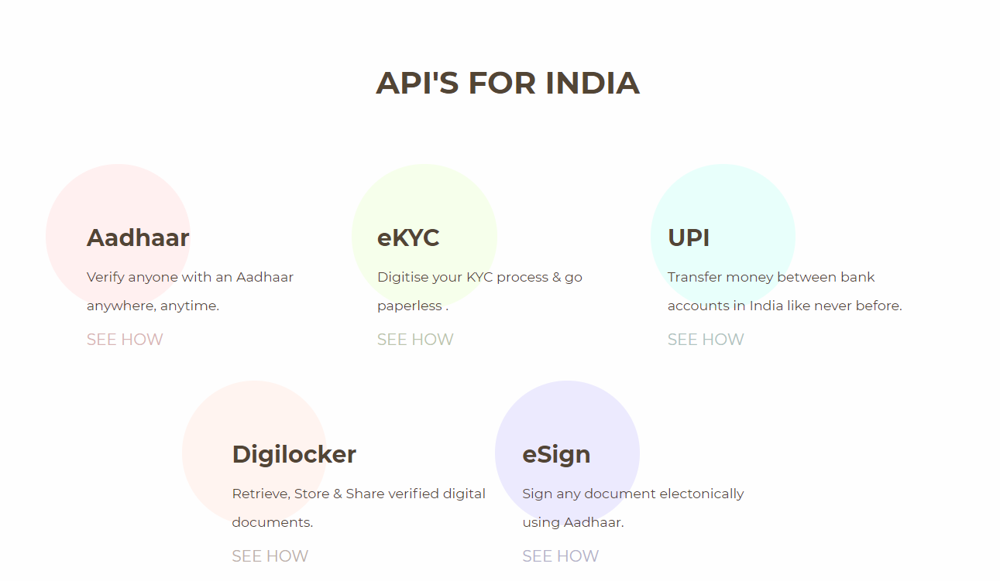 API'S FOR INDIA
Aadhaar
Verify anyone with an Aadhaar
anywhere, anytime.
SEE HOW
eKYC
Digitise your KYC process & go
paperless .
SEE HOW
UPI
Transfer money between bank
accounts in India like never before.
SEE HOW
Digilocker
Retrieve, Store & Share verified digital
documents.
SEE HOW
eSign
Sign any document electonically
using Aadhaar.
SEE HOW